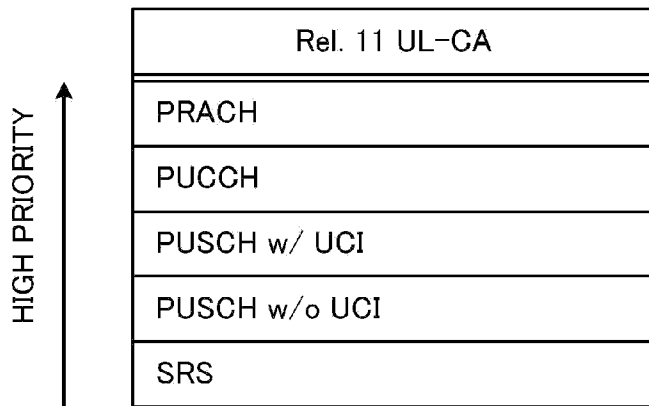 Rel. 11 UL-CA
HIGH PRIORITY
PRACH
PUCCH
PUSCH w/ UCI
PUSCH w/o UCI
SRS